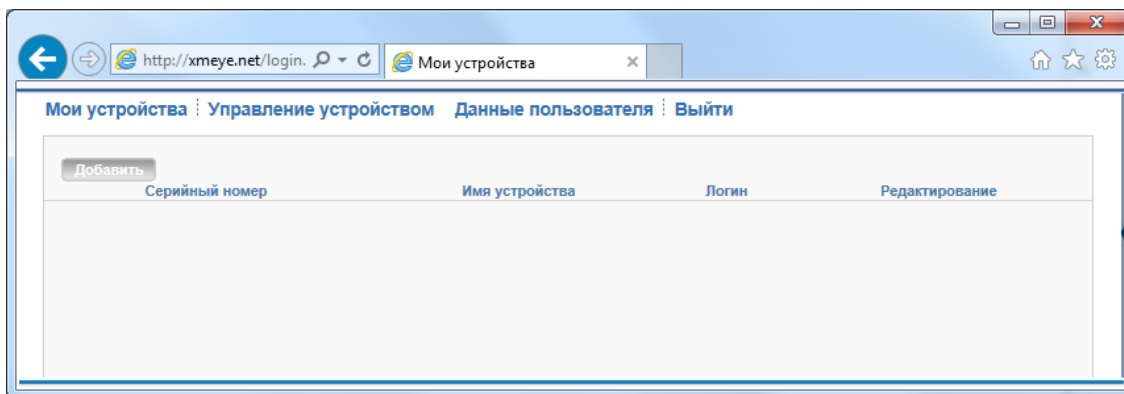 http://xmeye.net/login. Мои устройства
Мои устройства Управление устройством Данные пользователя Выйти
Добавить
Серийный номер Имя устройства Логин Редактирование